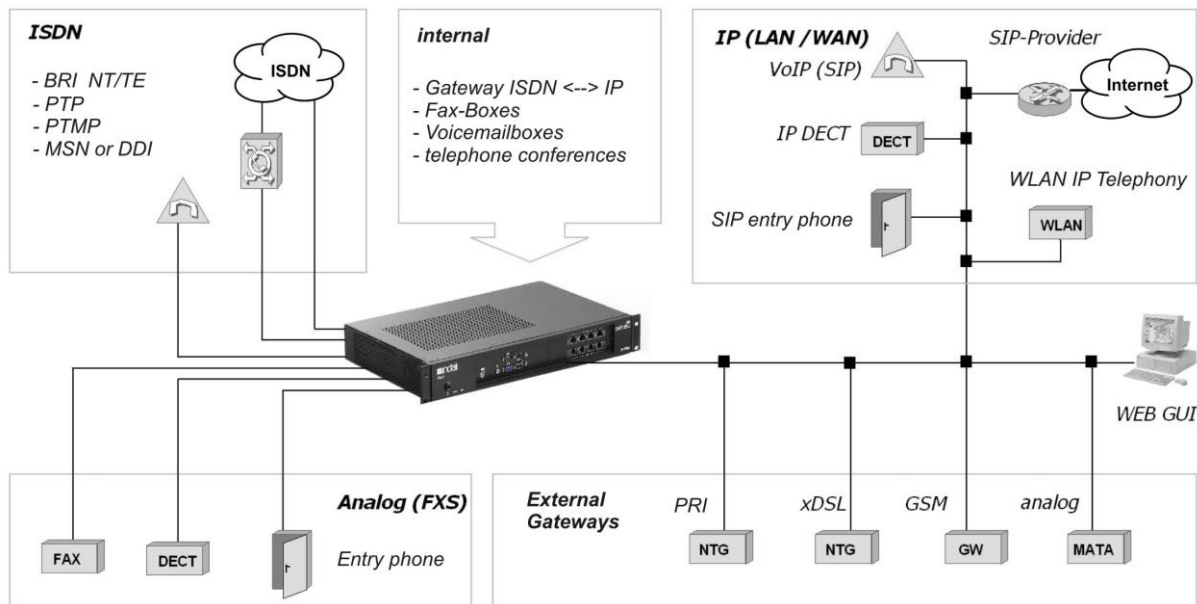 ISDN
- BRI NT/TE
- PTP
- PTMP
- MSN or DDI
ISDN
internal
- Gateway ISDN <--> IP
- Fax-Boxes
- Voicemailboxes
- telephone conferences
IP (LAN /WAN)
SIP-Provider
VoIP (SIP)
Internet
IP DECT
DECT
WLAN IP Telephony
SIP entry phone
WLAN
WEB GUI
Analog (FXS)
FAX
DECT
Entry phone
External
Gateways
PRI
xDSL
GSM
analog
NTG
NTG
GW
MATA